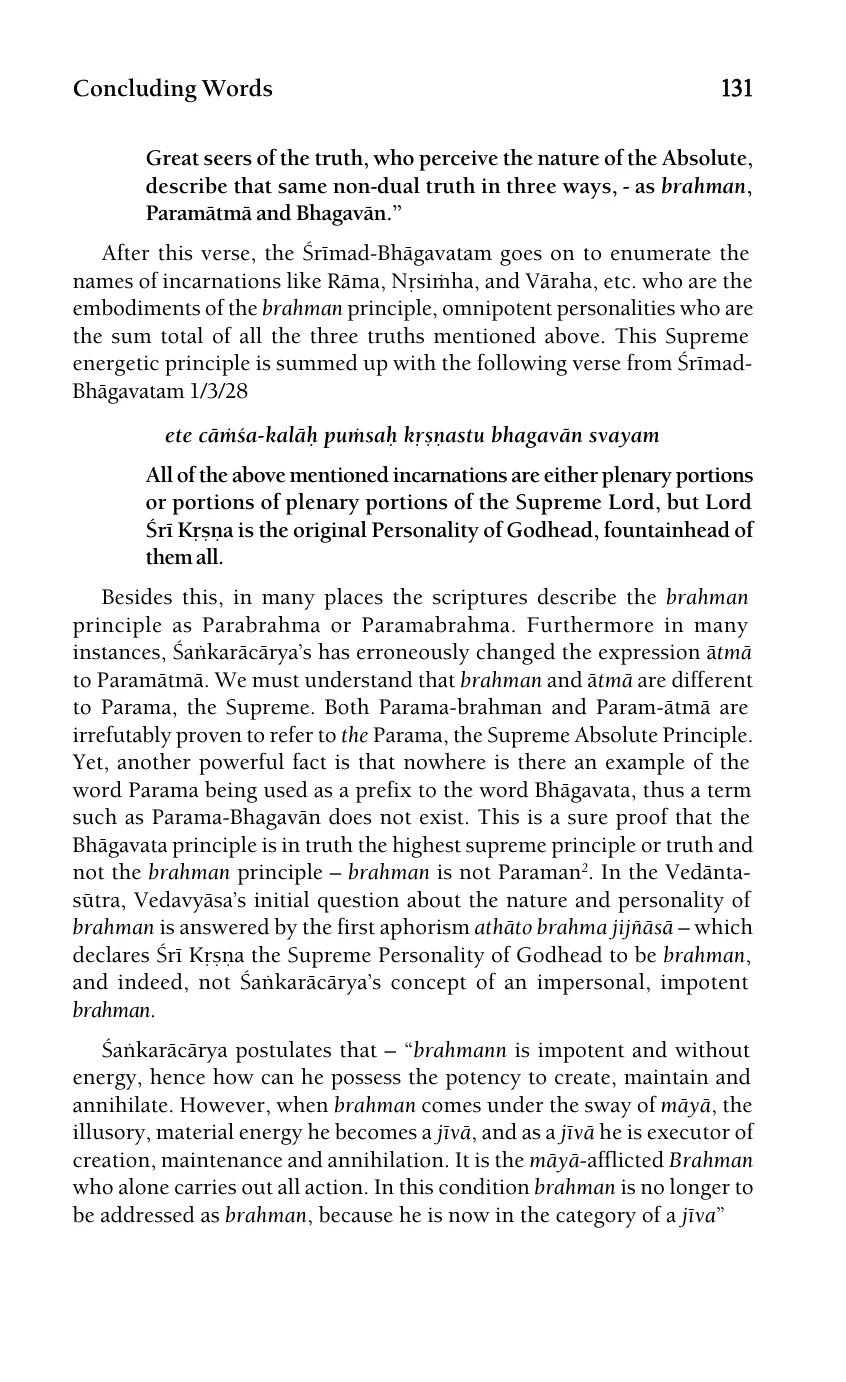 Concluding Words 131
Great seers of the truth, who perceive the nature of the Absolute,
describe that same non-dual truth in three ways, - as brahman,
Paramātmā and Bhagavān.”
After this verse, the Śrīmad-Bhāgavatam goes on to enumerate the
names of incarnations like Rāma, Nṛsiṁha, and Vāraha, etc. who are the
embodiments of the brahman principle, omnipotent personalities who are
the sum total of all the three truths mentioned above. This Supreme
energetic principle is summed up with the following verse from Śrīmad-
Bhāgavatam 1/3/28
ete cāṁśa-kalāḥ puṁsaḥ kṛṣṇastu bhagavān svayam
All of the above mentioned incarnations are either plenary portions
or portions of plenary portions of the Supreme Lord, but Lord
Śrī Kṛṣṇa is the original Personality of Godhead, fountainhead of
them all.
Besides this, in many places the scriptures describe the brahman
principle as Parabrahma or Paramabrahma. Furthermore in many
instances, Śaṅkarācārya’s has erroneously changed the expression ātmā
to Paramātmā. We must understand that brahman and ātmā are different
to Parama, the Supreme. Both Parama-brahman and Param-ātmā are
irrefutably proven to refer to the Parama, the Supreme Absolute Principle.
Yet, another powerful fact is that nowhere is there an example of the
word Parama being used as a prefix to the word Bhāgavata, thus a term
such as Parama-Bhagavān does not exist. This is a sure proof that the
Bhāgavata principle is in truth the highest supreme principle or truth and
not the brahman principle – brahman is not Paraman². In the Vedānta-
sūtra, Vedavyāsa’s initial question about the nature and personality of
brahman is answered by the first aphorism athāto brahma jijñāsā – which
declares Śrī Kṛṣṇa the Supreme Personality of Godhead to be brahman,
and indeed, not Śaṅkarācārya’s concept of an impersonal, impotent
brahman.
Śaṅkarācārya postulates that – “brahmann is impotent and without
energy, hence how can he possess the potency to create, maintain and
annihilate. However, when brahman comes under the sway of māyā, the
illusory, material energy he becomes a jīvā, and as a jīvā he is executor of
creation, maintenance and annihilation. It is the māyā-afflicted Brahman
who alone carries out all action. In this condition brahman is no longer to
be addressed as brahman, because he is now in the category of a jīva”